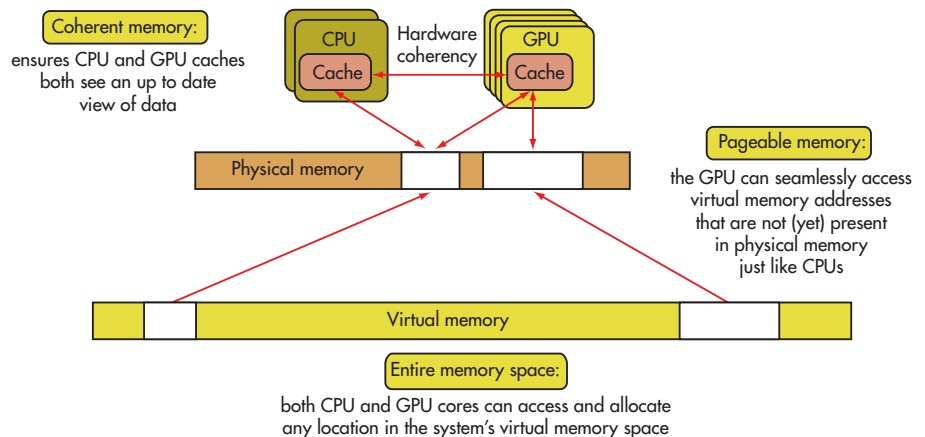 Coherent memory:
ensures CPU and GPU caches
both see an up to date
view of data
CPU
Cache
Hardware
coherency
GPU
Cache
Physical memory
Pageable memory:
the GPU can seamlessly access
virtual memory addresses
that are not (yet) present
in physical memory
just like CPUs
Virtual memory
Entire memory space:
both CPU and GPU cores can access and allocate
any location in the system’s virtual memory space